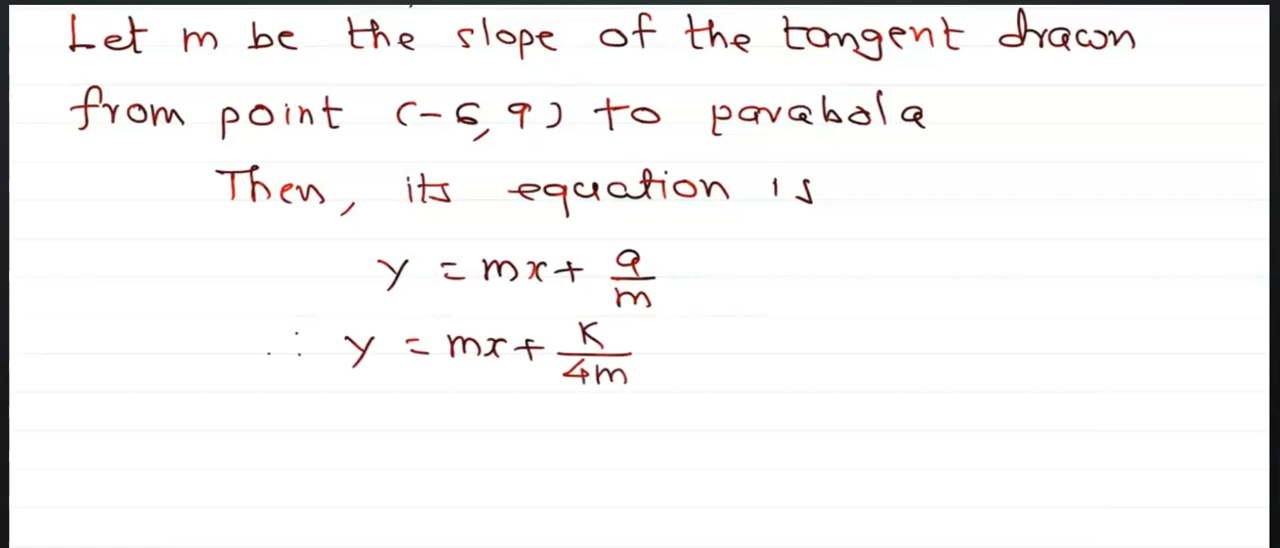 Let m be the slope of the tangent drawn
from point (-6, 9) to parabola
Then, its equation is
y = mx + a/m
∴ y = mx + K/4m